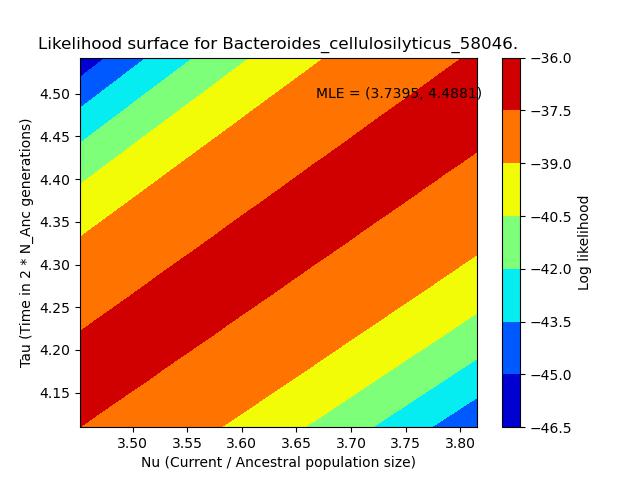 Likelihood surface for Bacteroides_cellulosilyticus_58046.
MLE = (3.7395, 4.4881)
4.50
4.45
4.40
4.35
4.30
4.25
4.20
4.15
Tau (Time in 2 * N_Anc generations)
3.50 3.55 3.60 3.65 3.70 3.75 3.80
Nu (Current / Ancestral population size)
−36.0
−37.5
−39.0
−40.5
−42.0
−43.5
−45.0
−46.5
Log likelihood